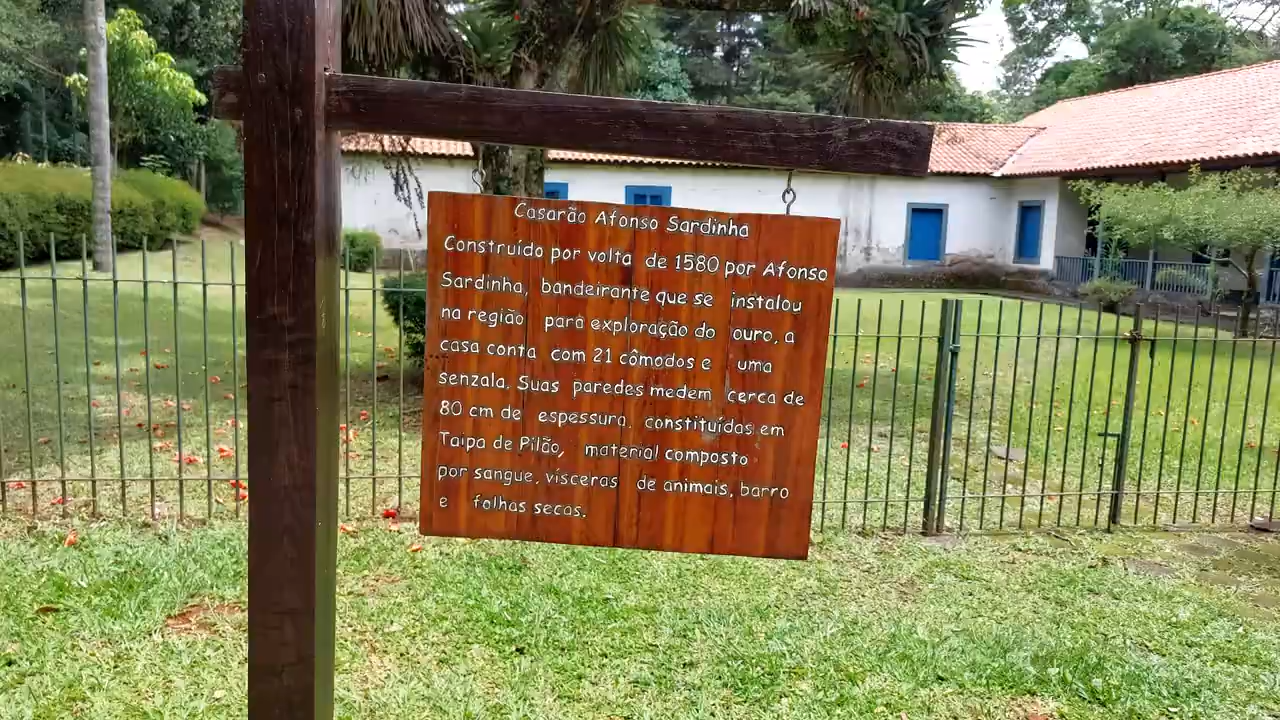 Casarão Afonso Sardinha
Construído por volta de 1580 por Afonso
Sardinha, bandeirante que se instalou
na região para exploração do ouro, a
casa conta com 21 cômodos e uma
senzala. Suas paredes medem cerca de
80 cm de espessura. constituídas em
Taipa de Pilão, material composto
por sangue, vísceras de animais, barro
e folhas secas.